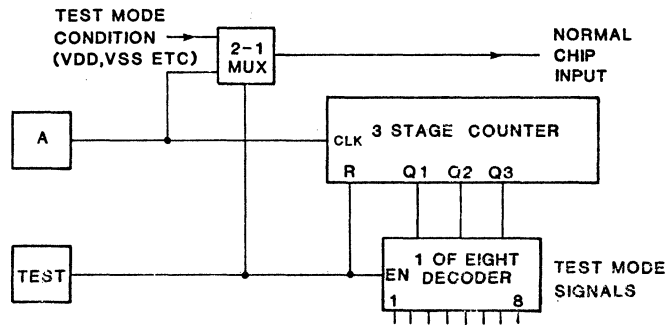 TEST MODE
CONDITION
(VDD,VSS ETC)
2-1
MUX
NORMAL
CHIP
INPUT
A
3 STAGE COUNTER
CLK
R Q1 Q2 Q3
TEST
EN
1 OF EIGHT
DECODER
1 8
TEST MODE
SIGNALS